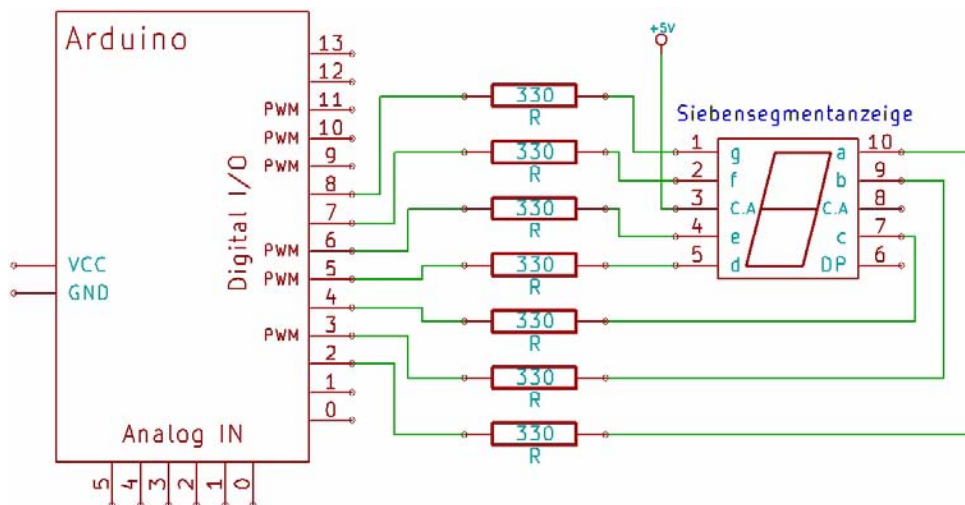 Arduino
13
12
PWM 11
PWM 10
PWM 9
8
7
PWM 6
PWM 5
4
PWM 3
2
1
0
Digital I/O
VCC
GND
Analog IN
5 4 3 2 1 0
330
R
330
R
330
R
330
R
330
R
330
R
330
R
+5V
Siebensegmentanzeige
1 g a 10
2 f b 9
3 C.A C.A 8
4 e c 7
5 d DP 6